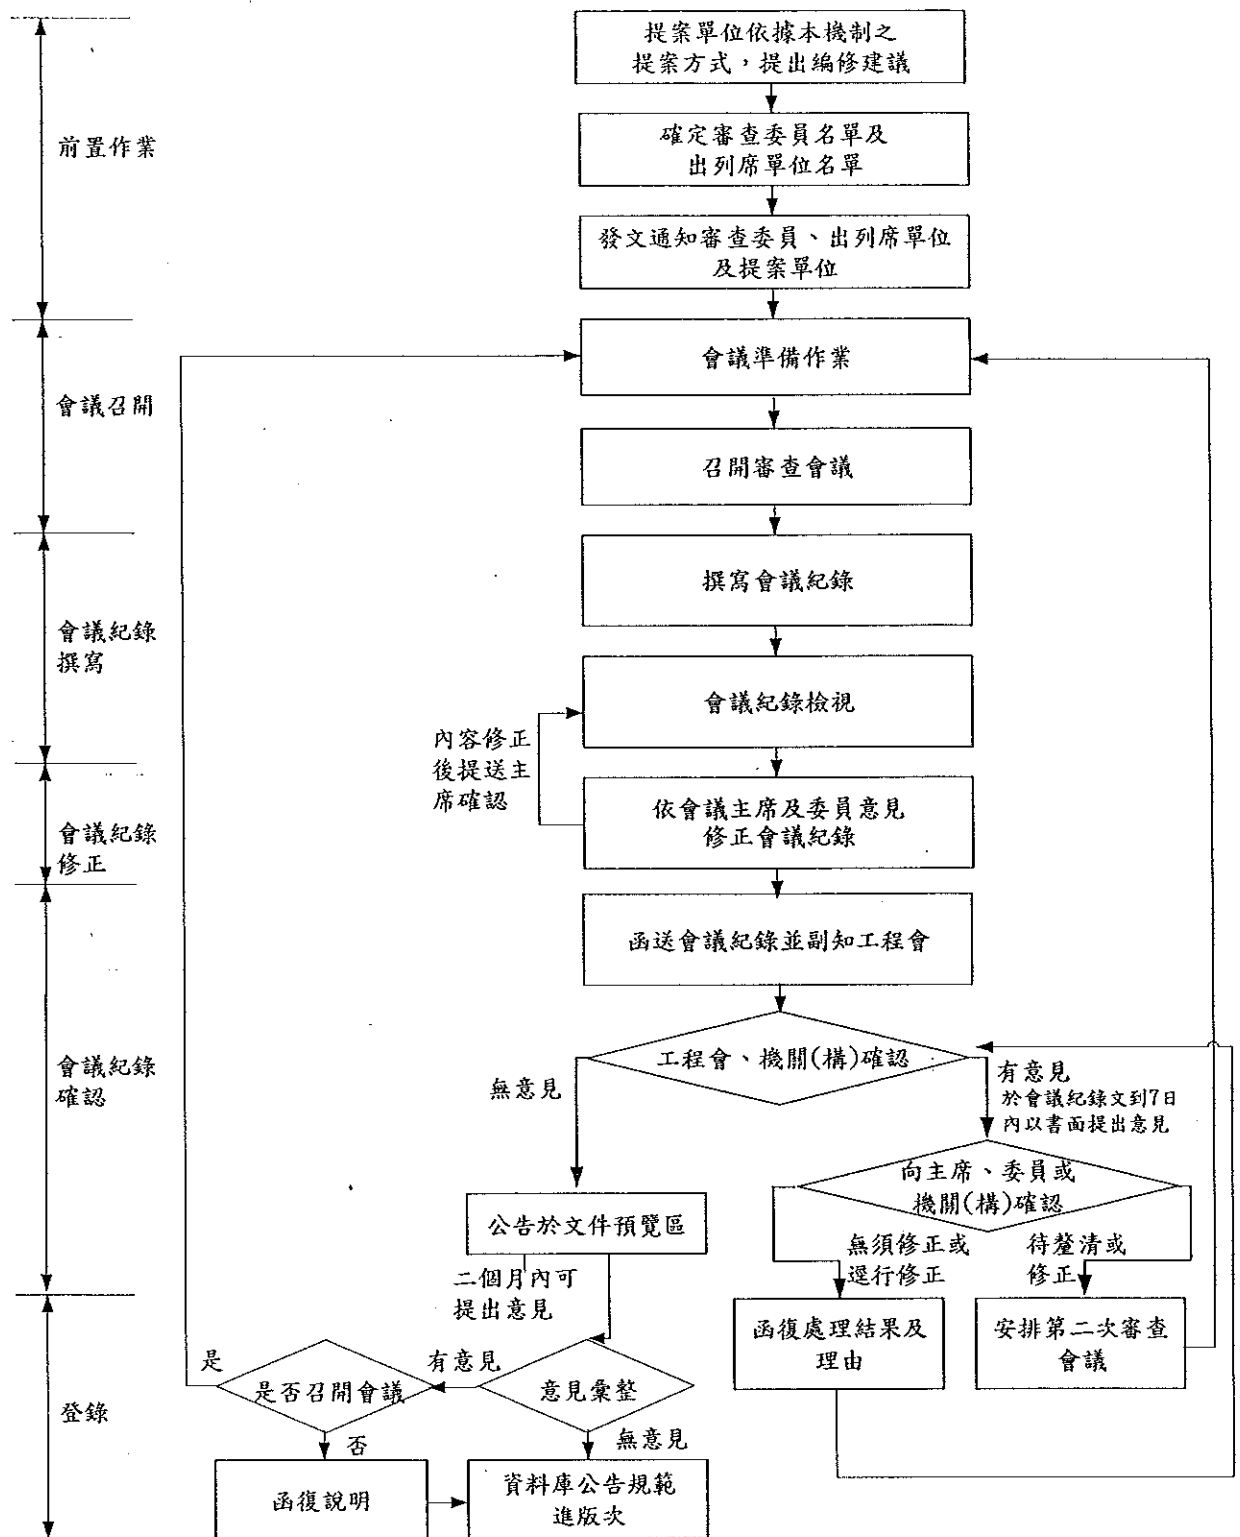 提案單位依據本機制之
提案方式，提出編修建議
前置作業
確定審查委員名單及
出列席單位名單
發文通知審查委員、出列席單位
及提案單位
會議準備作業
會議召開
召開審查會議
撰寫會議紀錄
會議紀錄
撰寫
會議紀錄檢視
內容修正
後提送主
席確認
依會議主席及委員意見
修正會議紀錄
會議紀錄
修正
函送會議紀錄並副知工程會
會議紀錄
確認
工程會、機關(構)確認
無意見
有意見
於會議紀錄文到7日
內以書面提出意見
向主席、委員或
機關(構)確認
公告於文件預覽區
無須修正或
逕行修正
待釐清或
修正
二個月內可
提出意見
函復處理結果及
理由
安排第二次審查
會議
是
有意見
是否召開會議
意見彙整
登錄
否
無意見
函復說明
資料庫公告規範
進版次